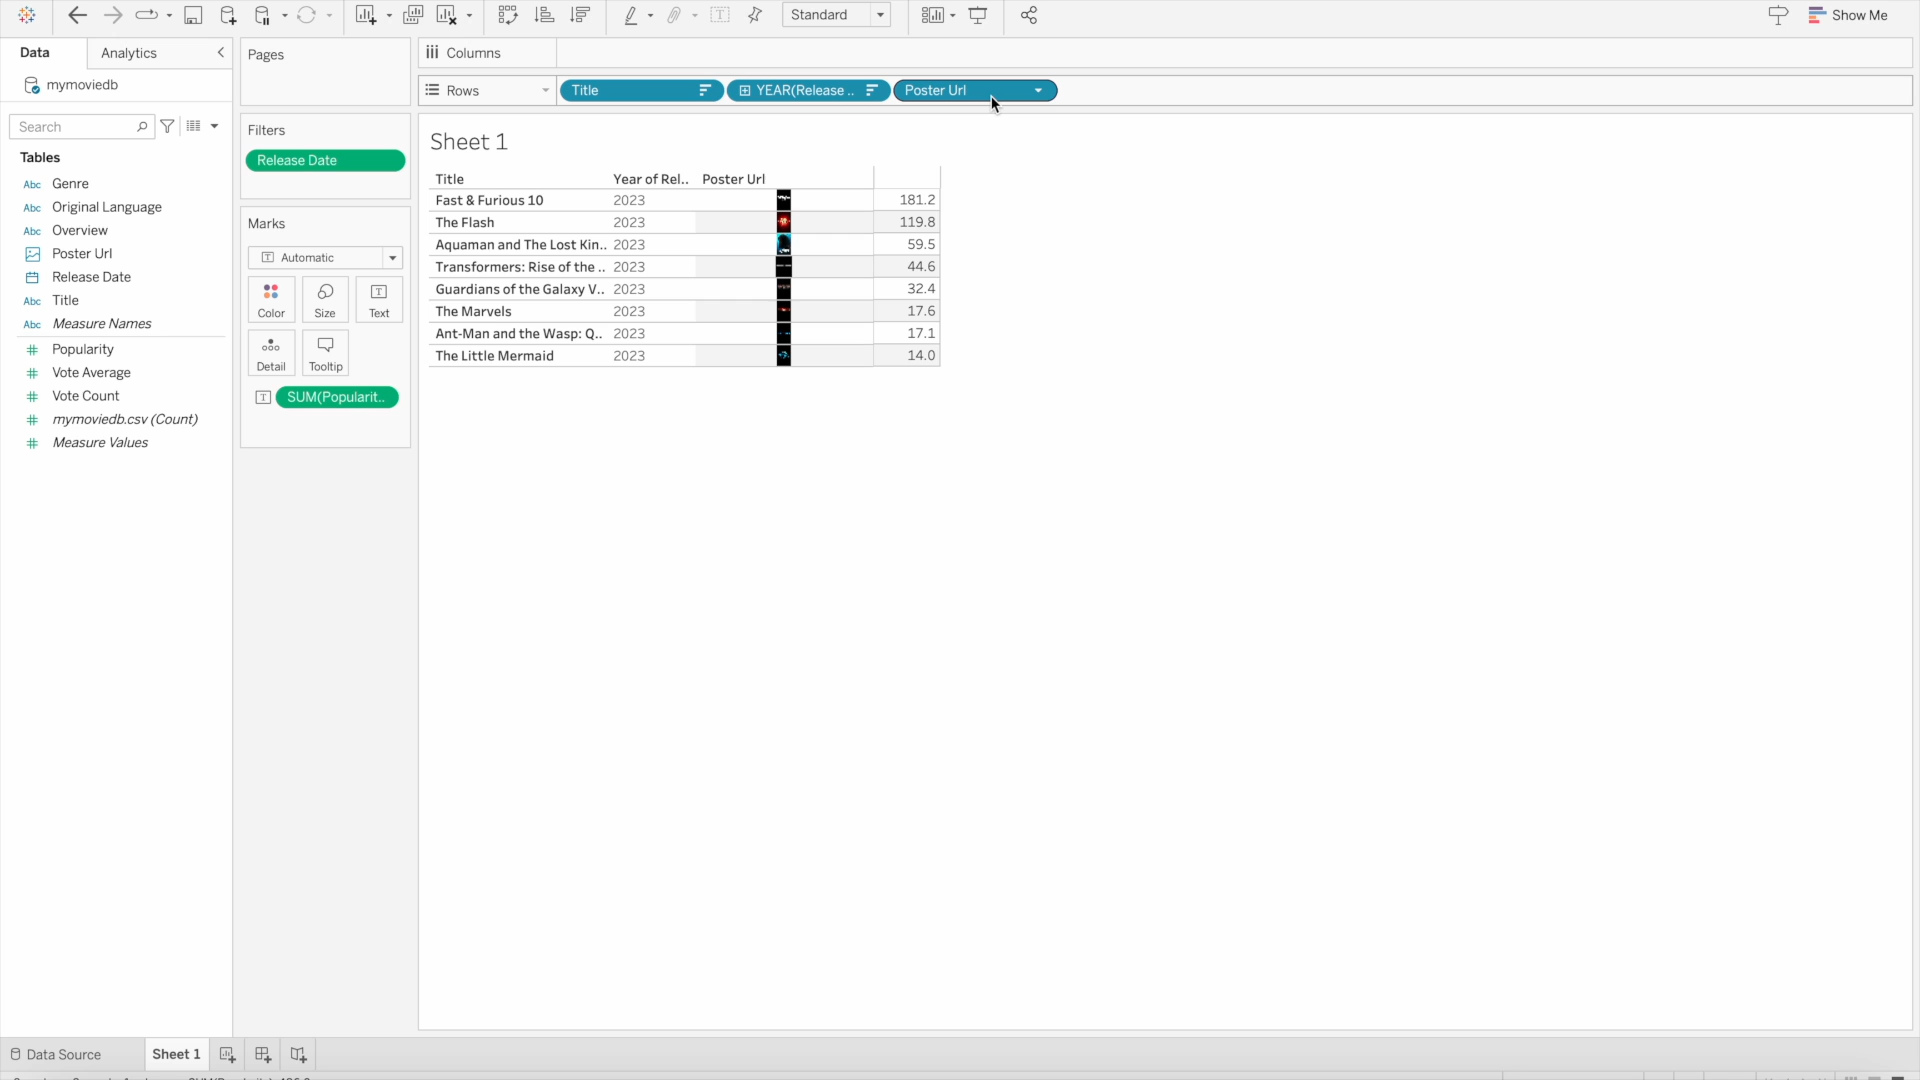 Standard
Show Me
Data
Analytics
mymoviedb
Search
Tables
Abc Genre
Abc Original Language
Abc Overview
Poster Url
Release Date
Abc Title
Abc Measure Names
Popularity
Vote Average
Vote Count
mymoviedb.csv (Count)
Measure Values
Pages
Filters
Release Date
Marks
Automatic
Color
Size
Text
Detail
Tooltip
SUM(Popularit..
Columns
Rows
Title
YEAR(Release ..
Poster Url
Sheet 1
Title Year of Rel.. Poster Url
Fast & Furious 10 2023 181.2
The Flash 2023 119.8
Aquaman and The Lost Kin.. 2023 59.5
Transformers: Rise of the .. 2023 44.6
Guardians of the Galaxy V.. 2023 32.4
The Marvels 2023 17.6
Ant-Man and the Wasp: Q.. 2023 17.1
The Little Mermaid 2023 14.0
Data Source
Sheet 1